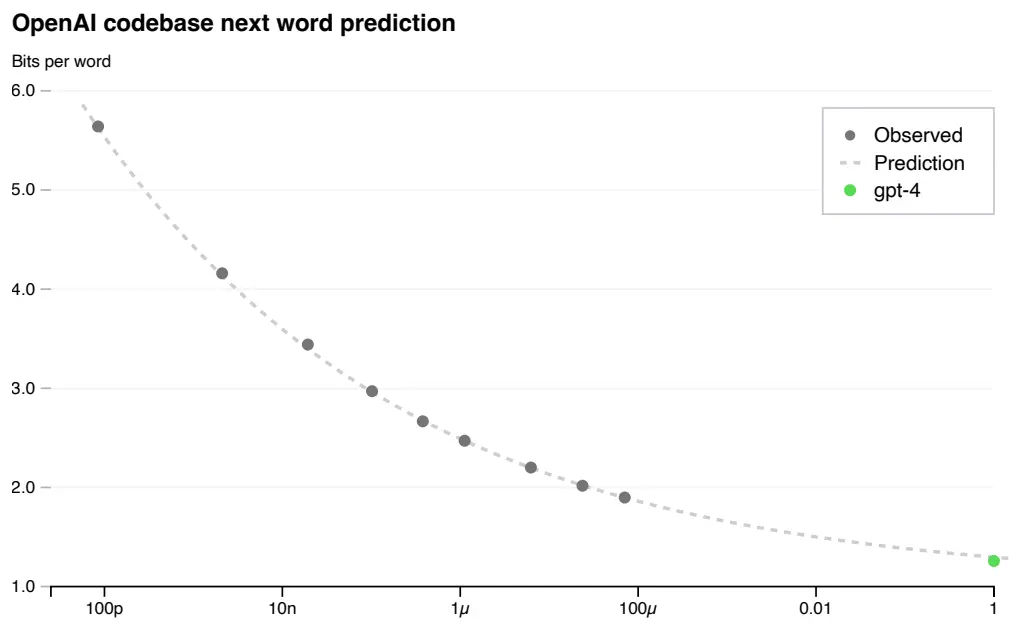 OpenAI codebase next word prediction
Bits per word
6.0
5.0
4.0
3.0
2.0
1.0
Observed
Prediction
gpt-4
100p
10n
1µ
100µ
0.01
1